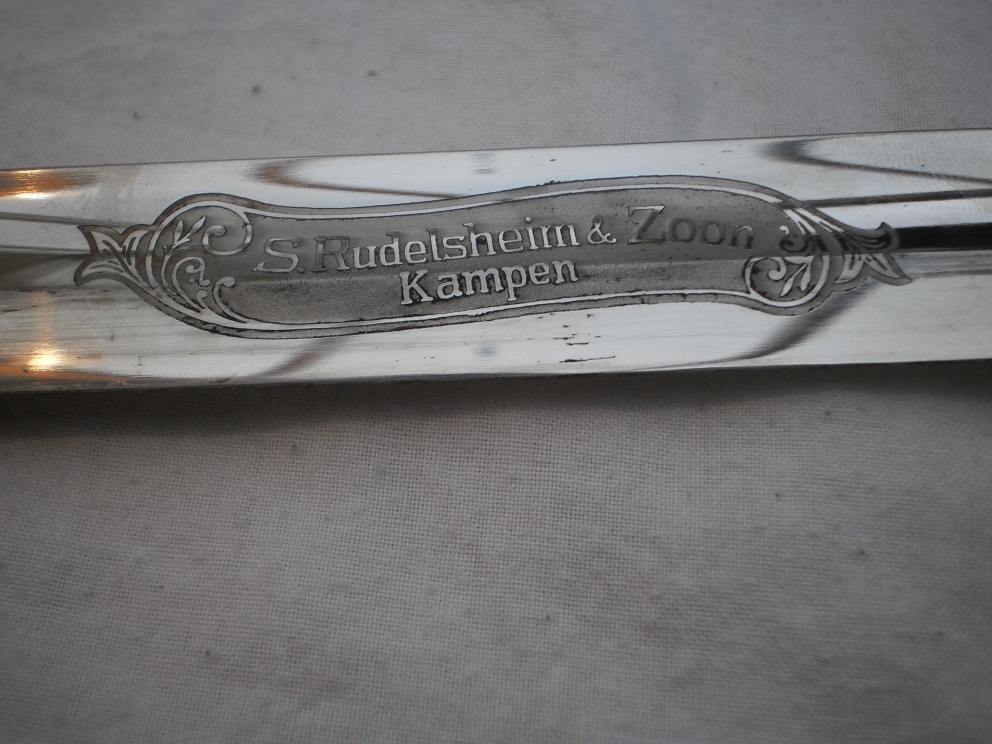 S. Rudelsheim & Zoon
Kampen